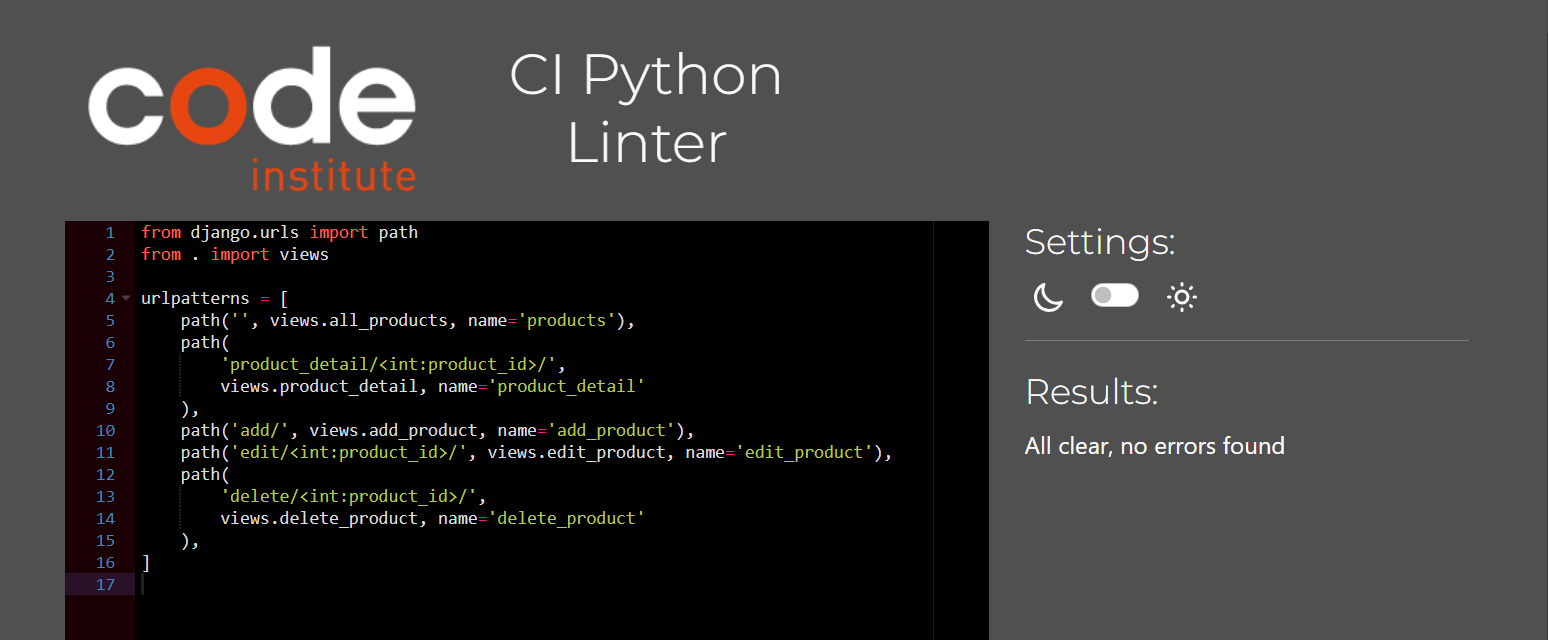 code
institute
CI Python
Linter
1 from django.urls import path
2 from . import views
3
4 urlpatterns = [
5     path('', views.all_products, name='products'),
6     path(
7         'product_detail/<int:product_id>/',
8         views.product_detail, name='product_detail'
9     ),
10     path('add/', views.add_product, name='add_product'),
11     path('edit/<int:product_id>/', views.edit_product, name='edit_product'),
12     path(
13         'delete/<int:product_id>/',
14         views.delete_product, name='delete_product'
15     ),
16 ]
17
Settings:
Results:
All clear, no errors found